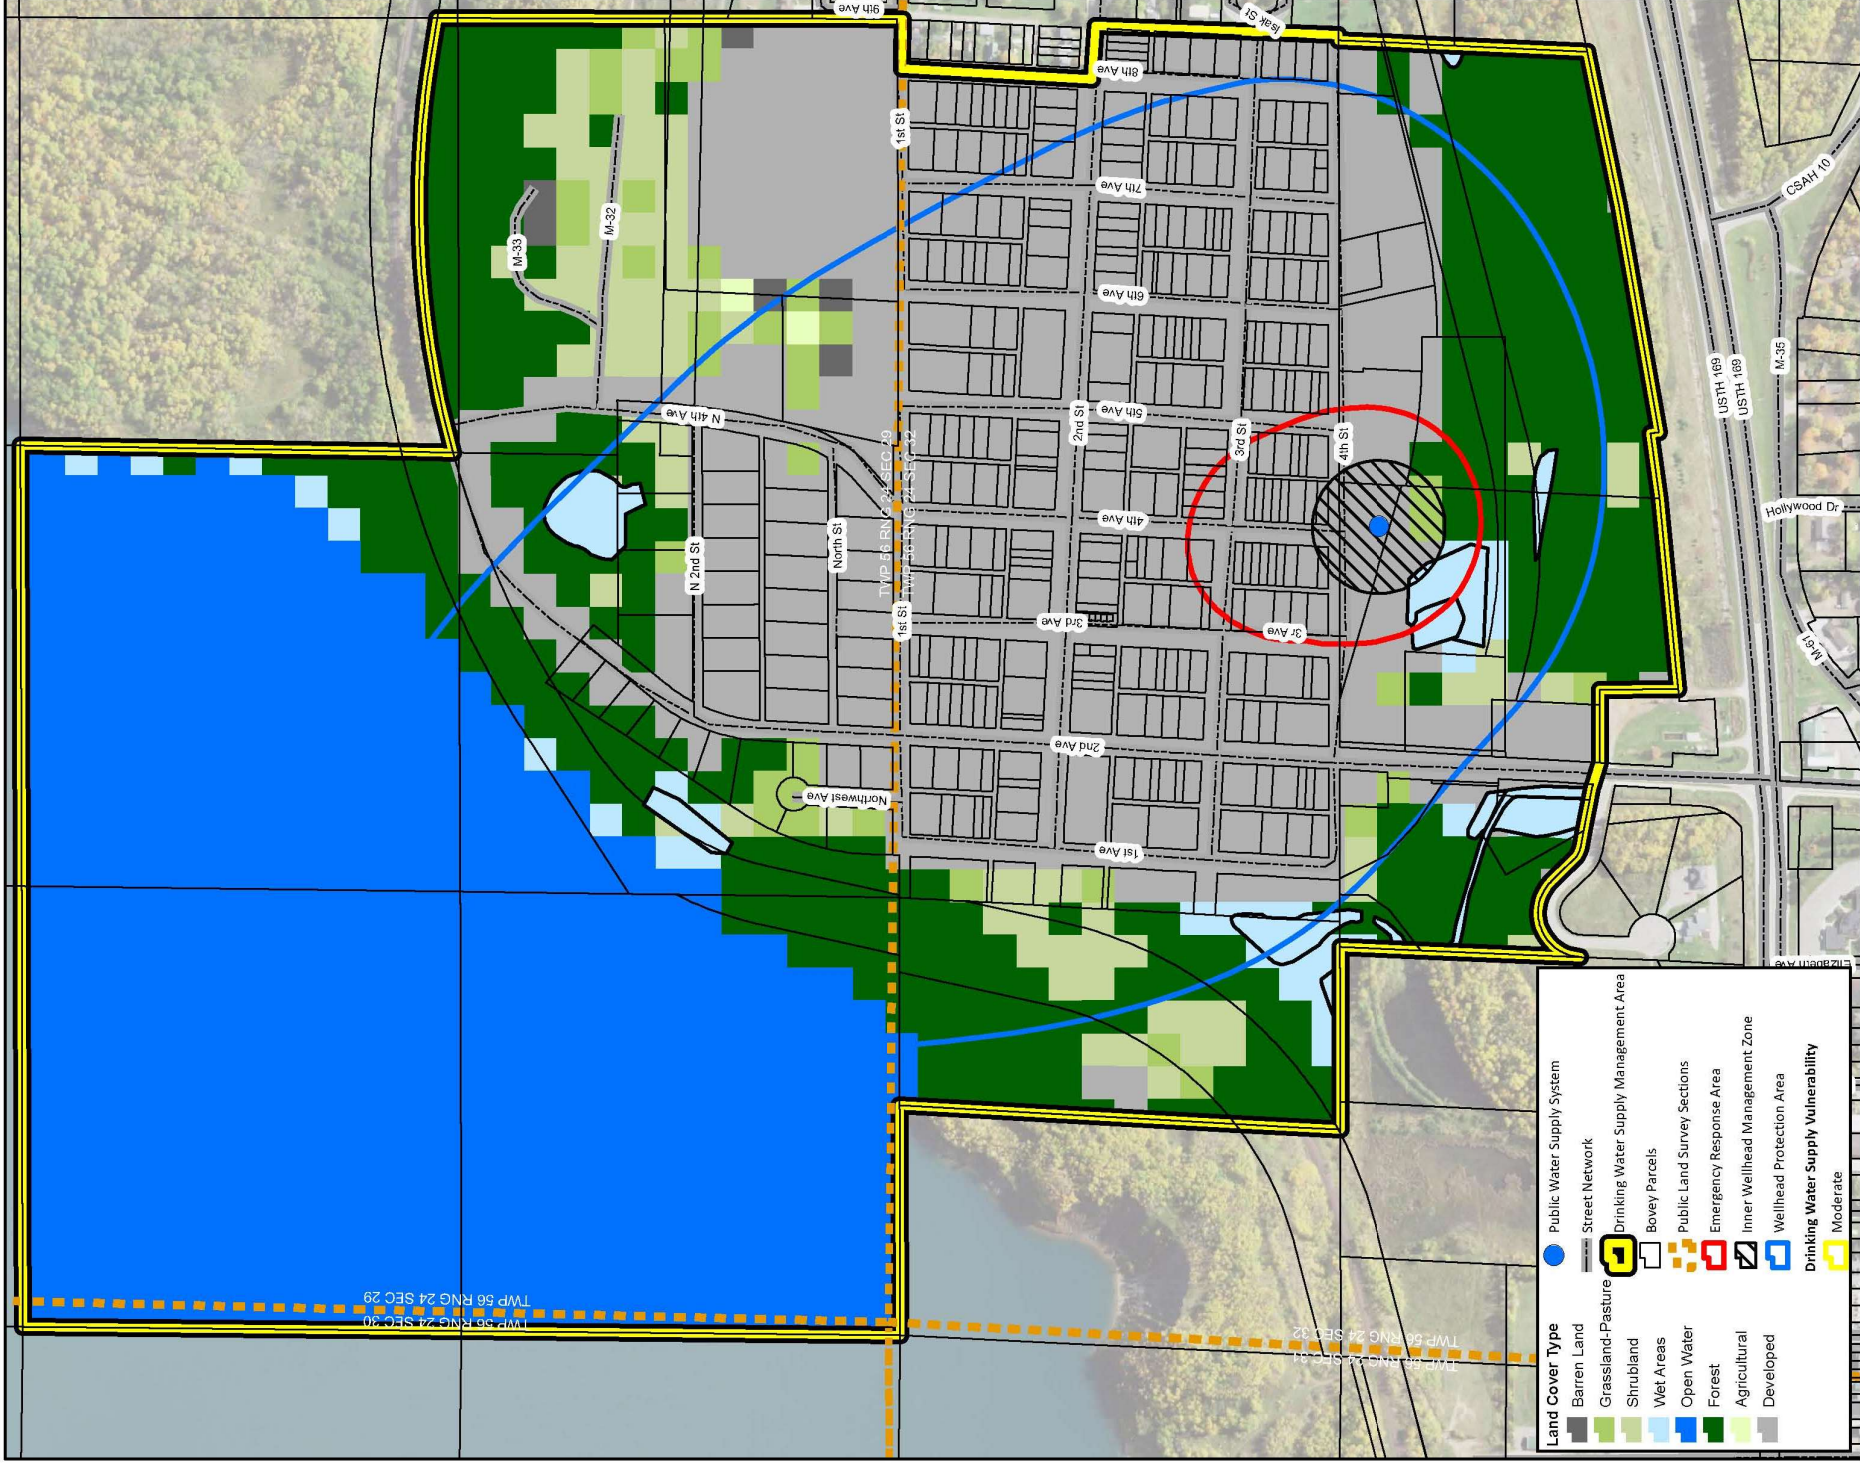 9th Ave
Isak St
8th Ave
1st St
7th Ave
CSAH 10
M-32
M-33
6th Ave
M-35
USTH 169
USTH 169
N 4th Ave
5th Ave
2nd St
3rd St
4th St
TWP 56 RNG 24 SEC 29
TWP 56 RNG 24 SEC 32
4th Ave
Hollywood Dr
North St
N 2nd St
1st St
3rd Ave
3r Ave
M-61
2nd Ave
Northwest Ave
1st Ave
Elizabeth Ave
TWP 56 RNG 24 SEC 29
TWP 56 RNG 24 SEC 30
TWP 56 RNG 24 SEC 32
TWP 56 RNG 24 SEC 31
Land Cover Type
Barren Land
Grassland-Pasture
Shrubland
Wet Areas
Open Water
Forest
Agricultural
Developed
Public Water Supply System
Street Network
Drinking Water Supply Management Area
Bovey Parcels
Public Land Survey Sections
Emergency Response Area
Inner Wellhead Management Zone
Wellhead Protection Area
Drinking Water Supply Vulnerability
Moderate